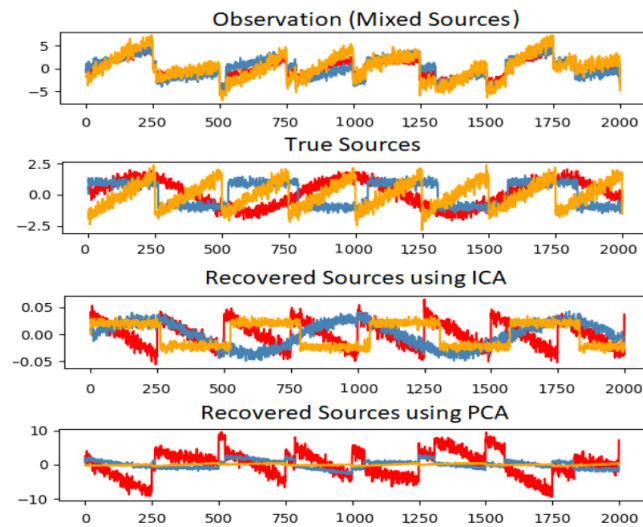 Observation (Mixed Sources)
5
0
−5
0 250 500 750 1000 1250 1500 1750 2000
True Sources
2.5
0.0
−2.5
0 250 500 750 1000 1250 1500 1750 2000
Recovered Sources using ICA
0.05
0.00
−0.05
0 250 500 750 1000 1250 1500 1750 2000
Recovered Sources using PCA
10
0
−10
0 250 500 750 1000 1250 1500 1750 2000